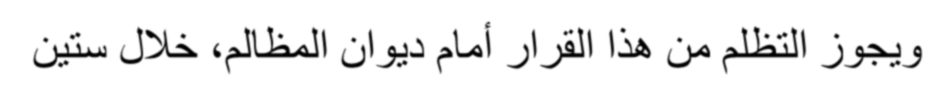 ويجوز التظلم من هذا القرار أمام ديوان المظالم، خلال ستين